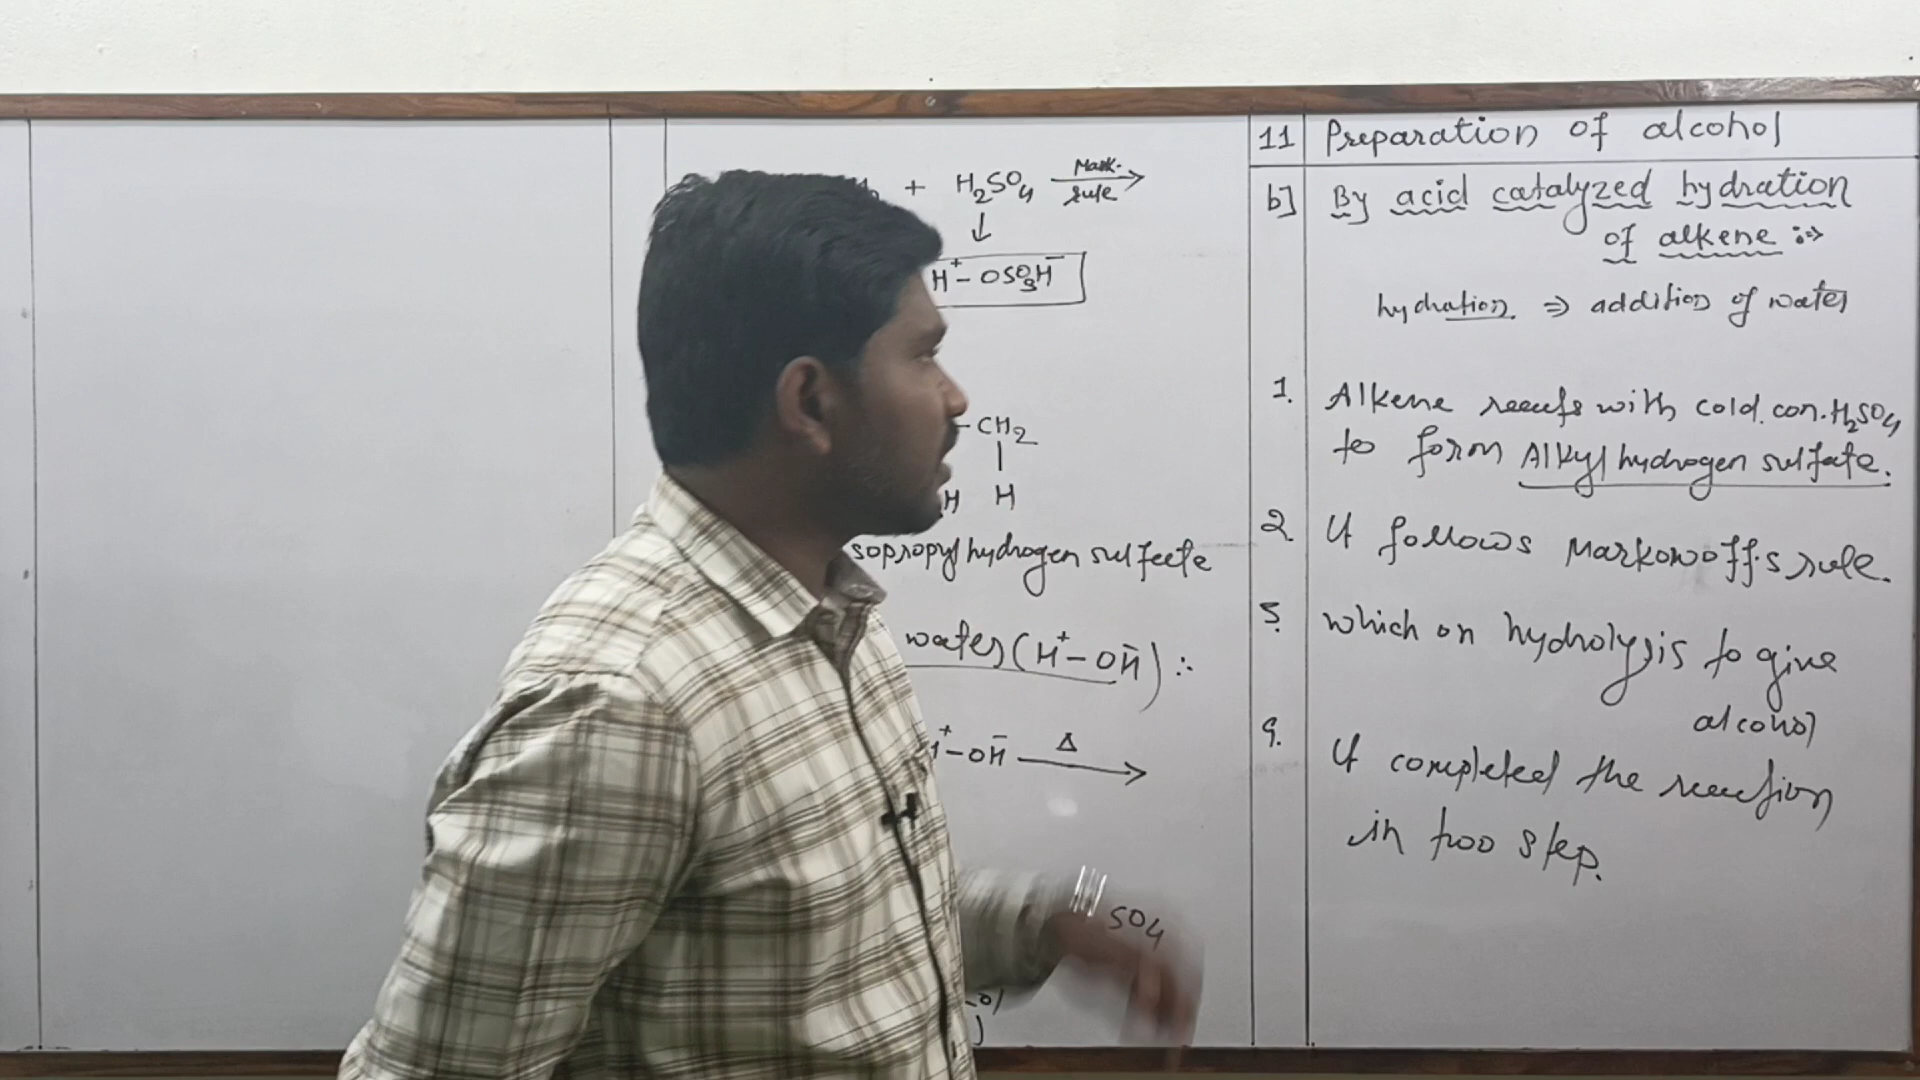 + H₂SO₄ Mark. rule →
↓
H⁺- OSO₃H⁻
- CH₂
|
H H
sopropyl hydrogen sulfate
water (H⁺- OH⁻) :
⁺- OH⁻ Δ →
SO₄
11 Preparation of alcohol
b] By acid catalyzed hydration
of alkene :⇒
hydration. ⇒ addition of water
1. Alkene reacts with cold. con. H₂SO₄
to form Alkyl hydrogen sulfate.
2. It follows Markowoff.s rule.
3. which on hydrolysis to give
alcohol
4. It completed the reaction
in two step.